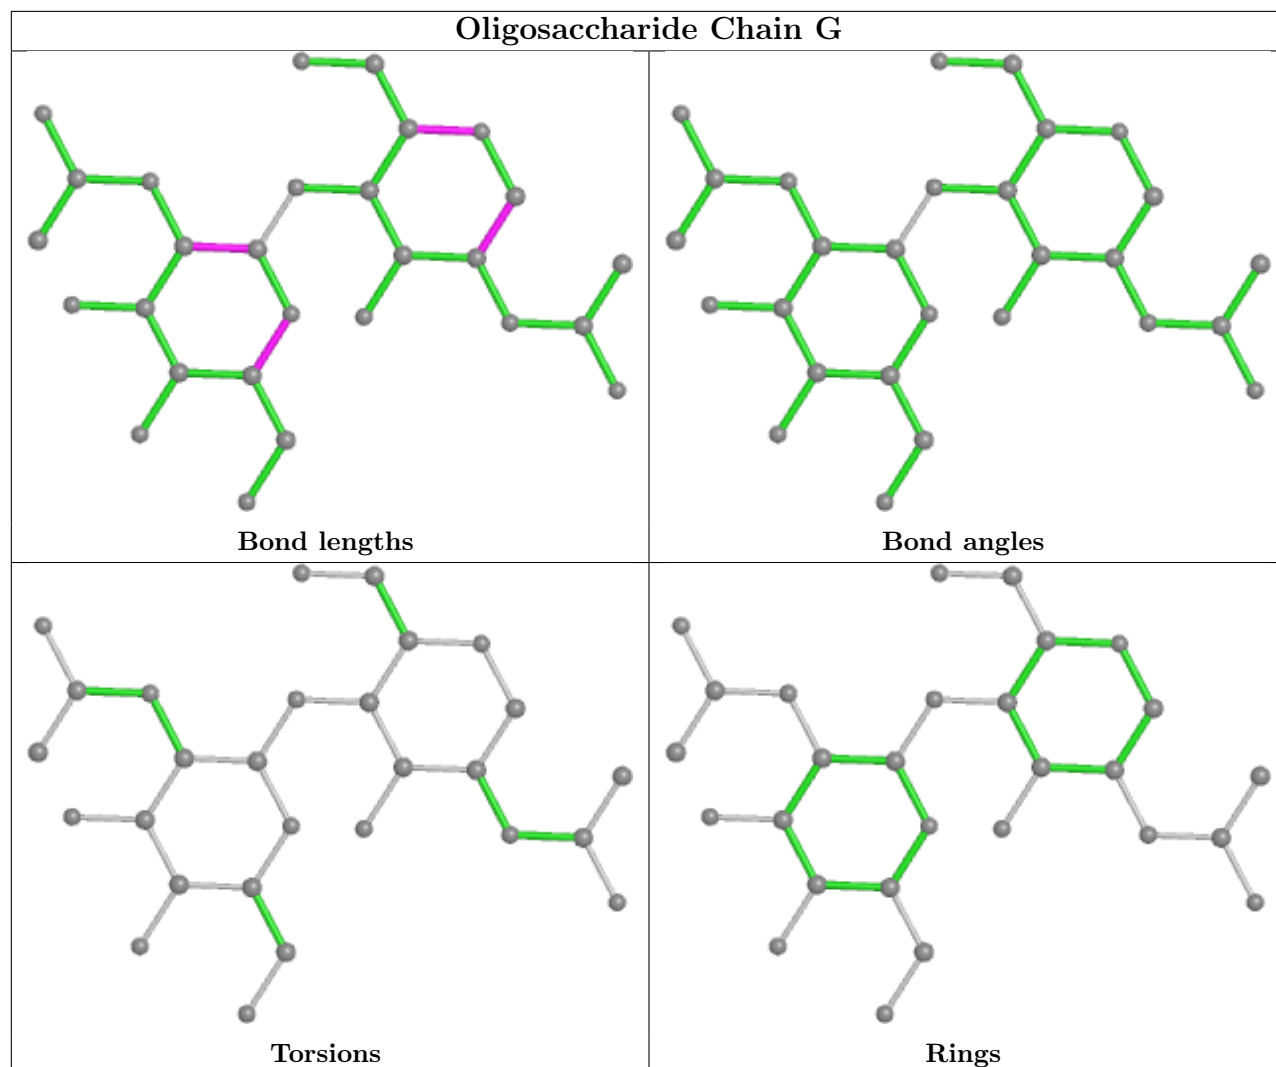 Oligosaccharide Chain G
Bond lengths
Bond angles
Torsions
Rings